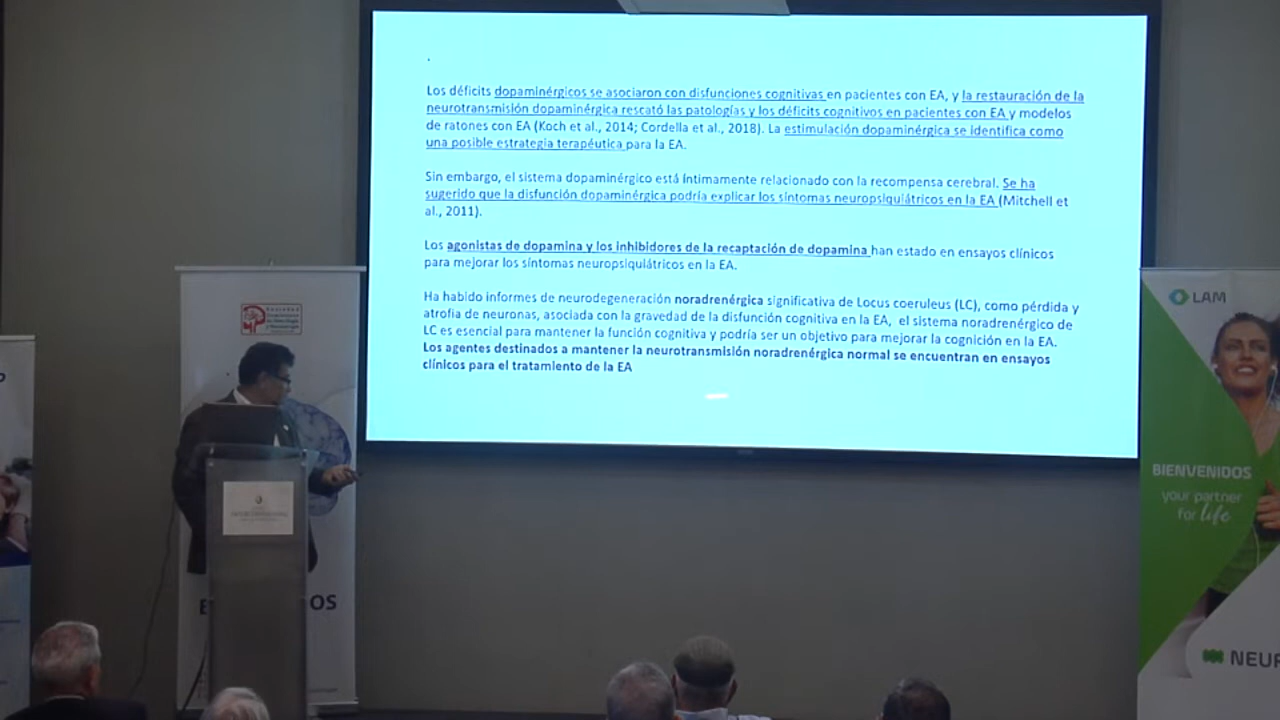 .
Los déficits dopaminérgicos se asociaron con disfunciones cognitivas en pacientes con EA, y la restauración de la
neurotransmisión dopaminérgica rescató las patologías y los déficits cognitivos en pacientes con EA y modelos
de ratones con EA (Koch et al., 2014; Cordella et al., 2018). La estimulación dopaminérgica se identifica como
una posible estrategia terapéutica para la EA.
Sin embargo, el sistema dopaminérgico está íntimamente relacionado con la recompensa cerebral. Se ha
sugerido que la disfunción dopaminérgica podría explicar los síntomas neuropsiquiátricos en la EA (Mitchell et
al., 2011).
Los agonistas de dopamina y los inhibidores de la recaptación de dopamina han estado en ensayos clínicos
para mejorar los síntomas neuropsiquiátricos en la EA.
Ha habido informes de neurodegeneración noradrenérgica significativa de Locus coeruleus (LC), como pérdida y
atrofia de neuronas, asociada con la gravedad de la disfunción cognitiva en la EA, el sistema noradrenérgico de
LC es esencial para mantener la función cognitiva y podría ser un objetivo para mejorar la cognición en la EA.
Los agentes destinados a mantener la neurotransmisión noradrenérgica normal se encuentran en ensayos
clínicos para el tratamiento de la EA
LAM
BIENVENIDOS
your partner
for life
NEUR
B OS